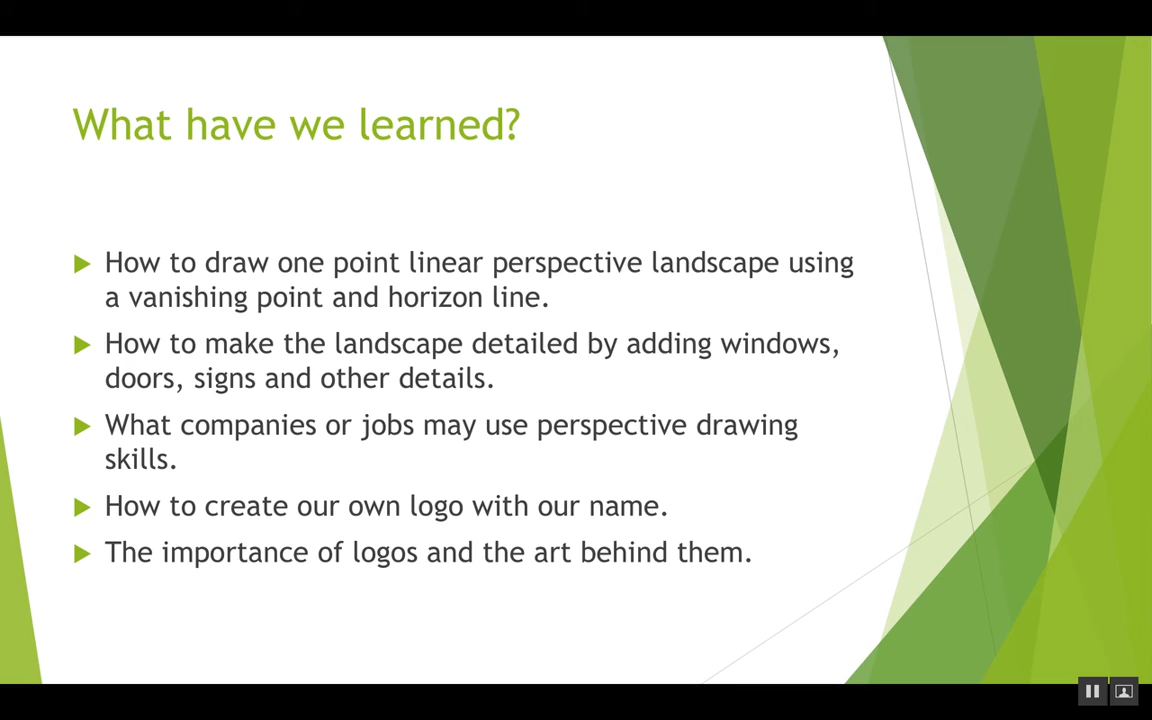 What have we learned?
How to draw one point linear perspective landscape using
a vanishing point and horizon line.
How to make the landscape detailed by adding windows,
doors, signs and other details.
What companies or jobs may use perspective drawing
skills.
How to create our own logo with our name.
The importance of logos and the art behind them.